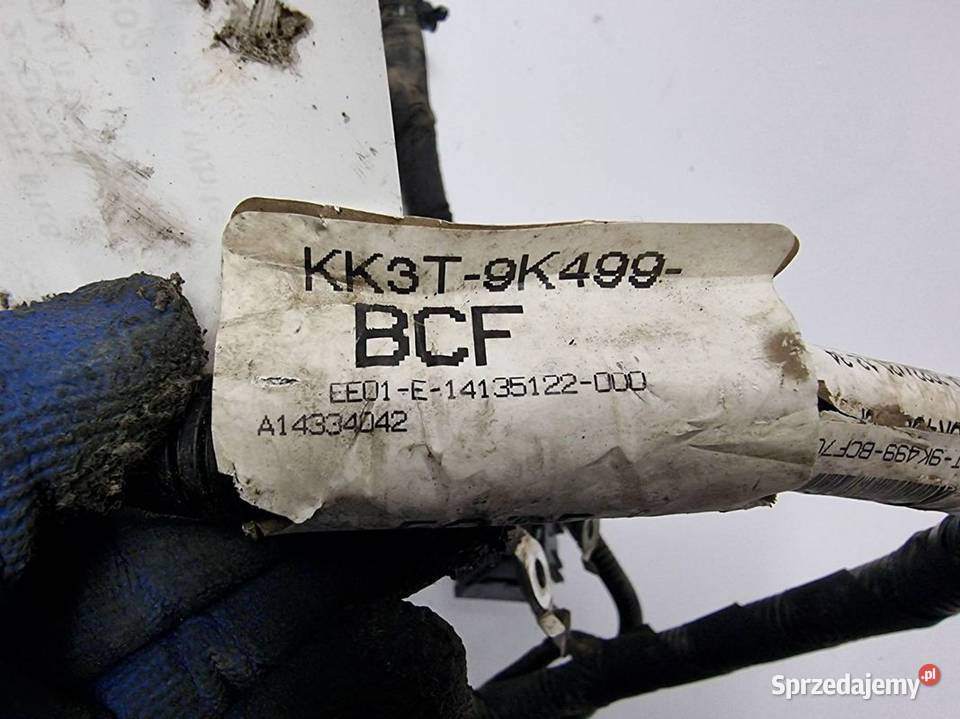 KK3T-9K499-
BCF
EE01-E-14135122-000
A14334042
T-9K499-BCF
Sprzedajemy.pl